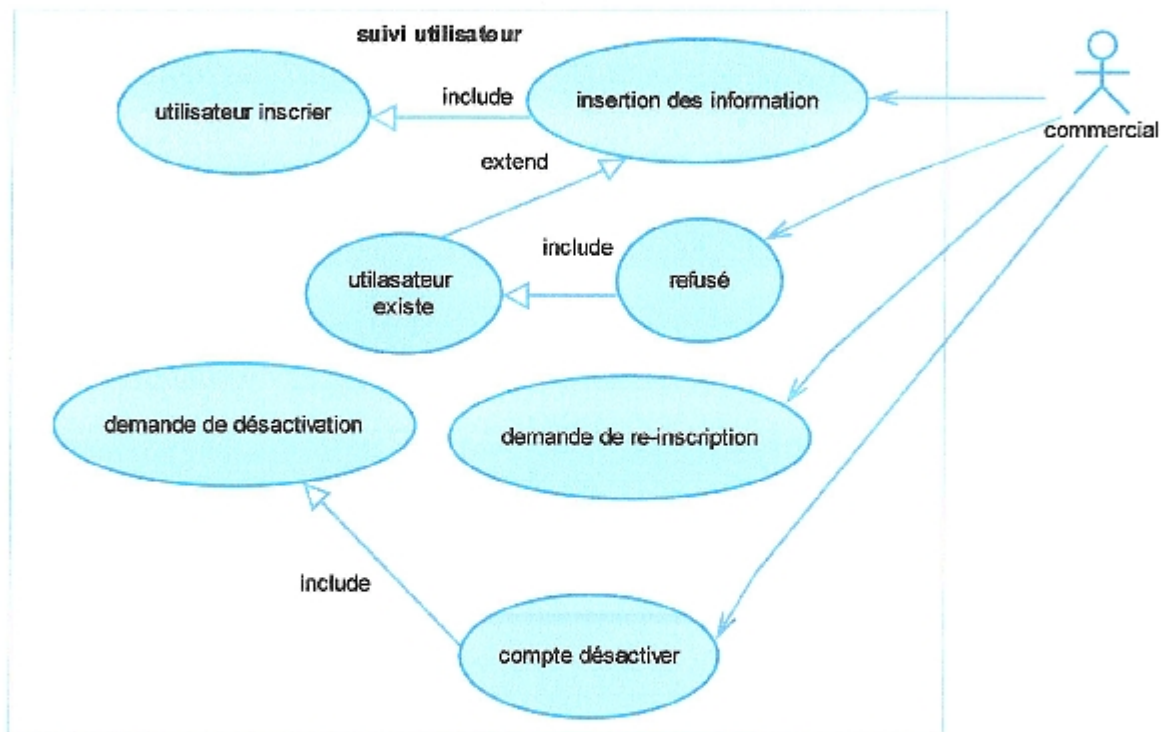 suivi utilisateur
utilisateur inscrier
include
insertion des information
commercial
extend
include
utilasateur
existe
refusé
demande de désactivation
demande de re-inscription
include
compte désactiver